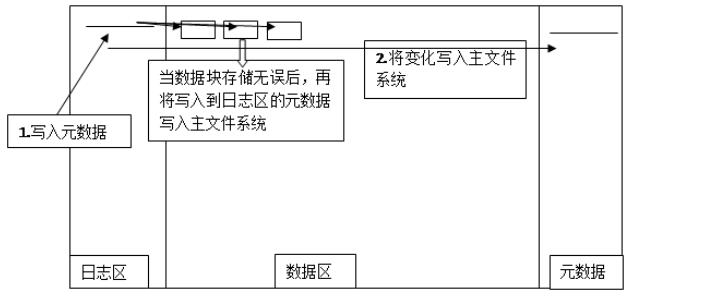 2.将变化写入主文件
系统
当数据块存储无误后，再
将写入到日志区的元数据
写入主文件系统
1.写入元数据
日志区
数据区
元数据